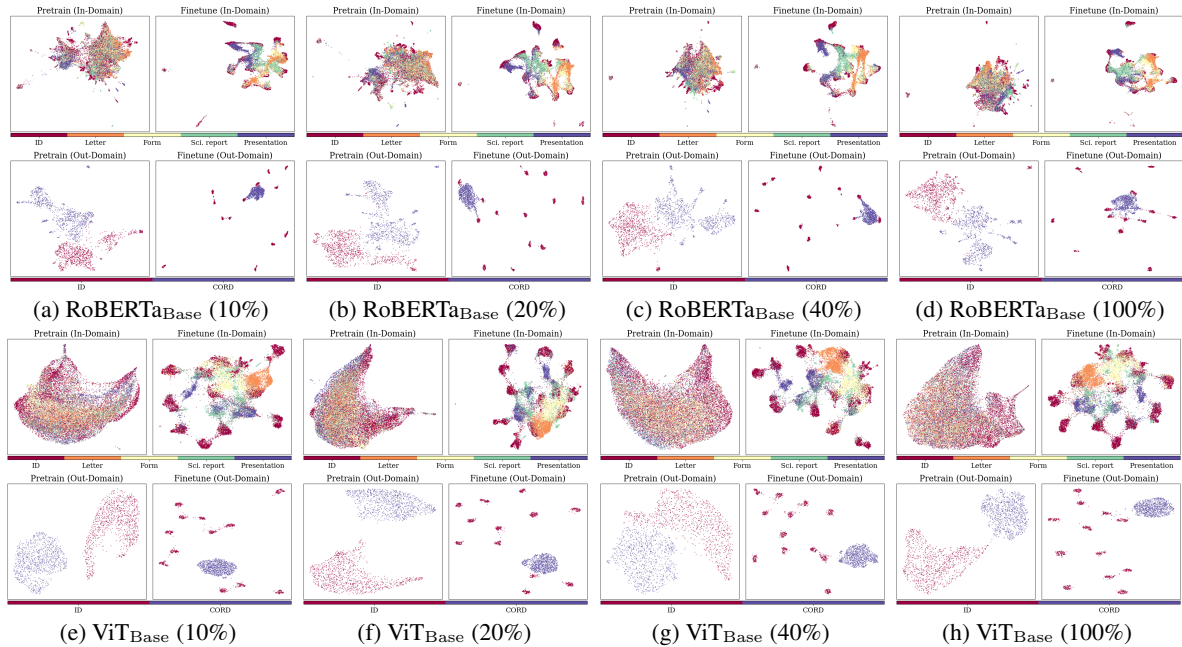 Pretrain (In-Domain) Finetune (In-Domain) Pretrain (In-Domain) Finetune (In-Domain) Pretrain (In-Domain) Finetune (In-Domain) Pretrain (In-Domain) Finetune (In-Domain)
ID Letter Form Sci. report Presentation ID Letter Form Sci. report Presentation ID Letter Form Sci. report Presentation ID Letter Form Sci. report Presentation
Pretrain (Out-Domain) Finetune (Out-Domain) Pretrain (Out-Domain) Finetune (Out-Domain) Pretrain (Out-Domain) Finetune (Out-Domain) Pretrain (Out-Domain) Finetune (Out-Domain)
ID CORD ID CORD ID CORD ID CORD
(a) RoBERTaBase (10%) (b) RoBERTaBase (20%) (c) RoBERTaBase (40%) (d) RoBERTaBase (100%)
Pretrain (In-Domain) Finetune (In-Domain) Pretrain (In-Domain) Finetune (In-Domain) Pretrain (In-Domain) Finetune (In-Domain) Pretrain (In-Domain) Finetune (In-Domain)
ID Letter Form Sci. report Presentation ID Letter Form Sci. report Presentation ID Letter Form Sci. report Presentation ID Letter Form Sci. report Presentation
Pretrain (Out-Domain) Finetune (Out-Domain) Pretrain (Out-Domain) Finetune (Out-Domain) Pretrain (Out-Domain) Finetune (Out-Domain) Pretrain (Out-Domain) Finetune (Out-Domain)
ID CORD ID CORD ID CORD ID CORD
(e) ViTBase (10%) (f) ViTBase (20%) (g) ViTBase (40%) (h) ViTBase (100%)